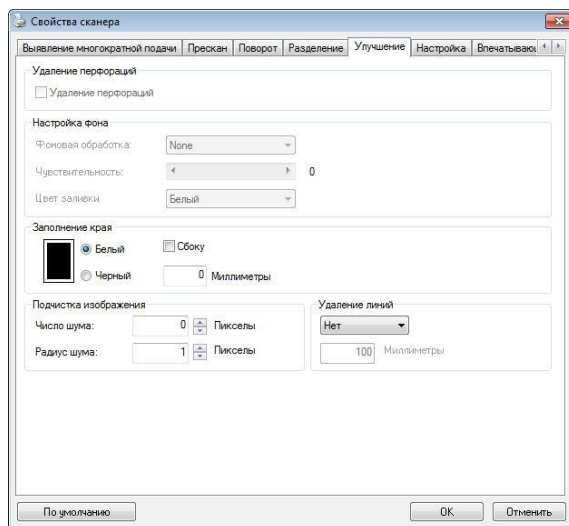 Свойства сканера
Выявление многократной подачи Прескан Поворот Разделение Улучшение Настройка
Удаление перфораций
Удаление перфораций
Настройка фона
Фоновая обработка: None
Чувствительность: 0
Цвет заливки Белый
Заполнение края
Белый Сбоку
Черный 0 Миллиметры
Подчистка изображения Удаление линий
Число шума: 0 Пикселы Нет
Радиус шума: 1 Пикселы 100 Миллиметры
По умолчанию OK Отменить